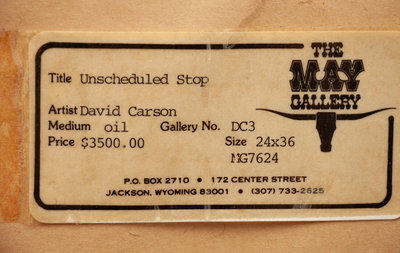 THE
MAY
GALLERY
Title Unscheduled Stop
Artist David Carson
Medium oil Gallery No. DC3
Price $3500.00 Size 24x36
MG7624
P.O. BOX 2710 • 172 CENTER STREET
JACKSON, WYOMING 83001 • (307) 733-2625